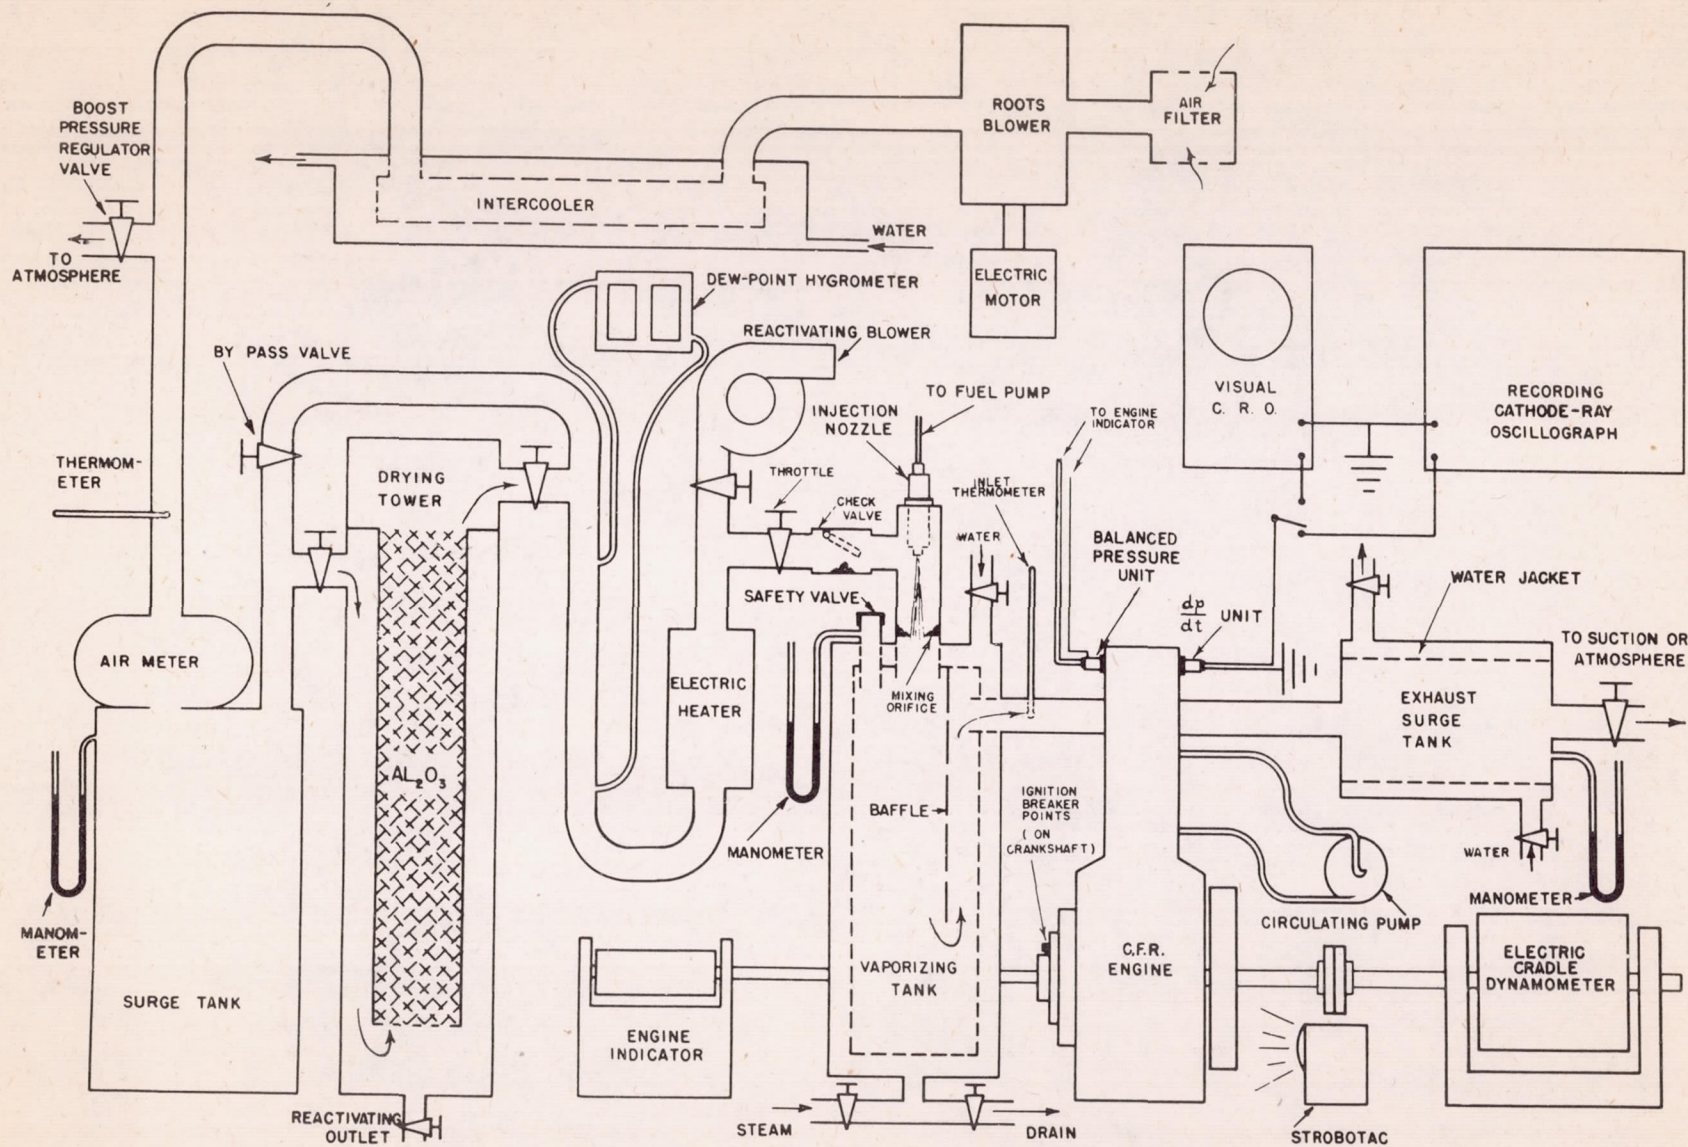 BOOST
PRESSURE
REGULATOR
VALVE
TO
ATMOSPHERE
INTERCOOLER
WATER
ROOTS
BLOWER
AIR
FILTER
ELECTRIC
MOTOR
DEW-POINT HYGROMETER
REACTIVATING BLOWER
BY PASS VALVE
TO FUEL PUMP
INJECTION
NOZZLE
TO ENGINE
INDICATOR
VISUAL
C. R. O.
RECORDING
CATHODE-RAY
OSCILLOGRAPH
THERMOM-
ETER
DRYING
TOWER
THROTTLE
CHECK
VALVE
INLET
THERMOMETER
WATER
BALANCED
PRESSURE
UNIT
WATER JACKET
SAFETY VALVE
dp
dt UNIT
TO SUCTION OR
ATMOSPHERE
AIR METER
ELECTRIC
HEATER
MIXING
ORIFICE
EXHAUST
SURGE
TANK
AL2O3
BAFFLE
IGNITION
BREAKER
POINTS
( ON
CRANKSHAFT)
MANOMETER
WATER
MANOMETER
CIRCULATING PUMP
MANOM-
ETER
SURGE TANK
VAPORIZING
TANK
C.F.R.
ENGINE
ELECTRIC
CRADLE
DYNAMOMETER
ENGINE
INDICATOR
REACTIVATING
OUTLET
STEAM
DRAIN
STROBOTAC